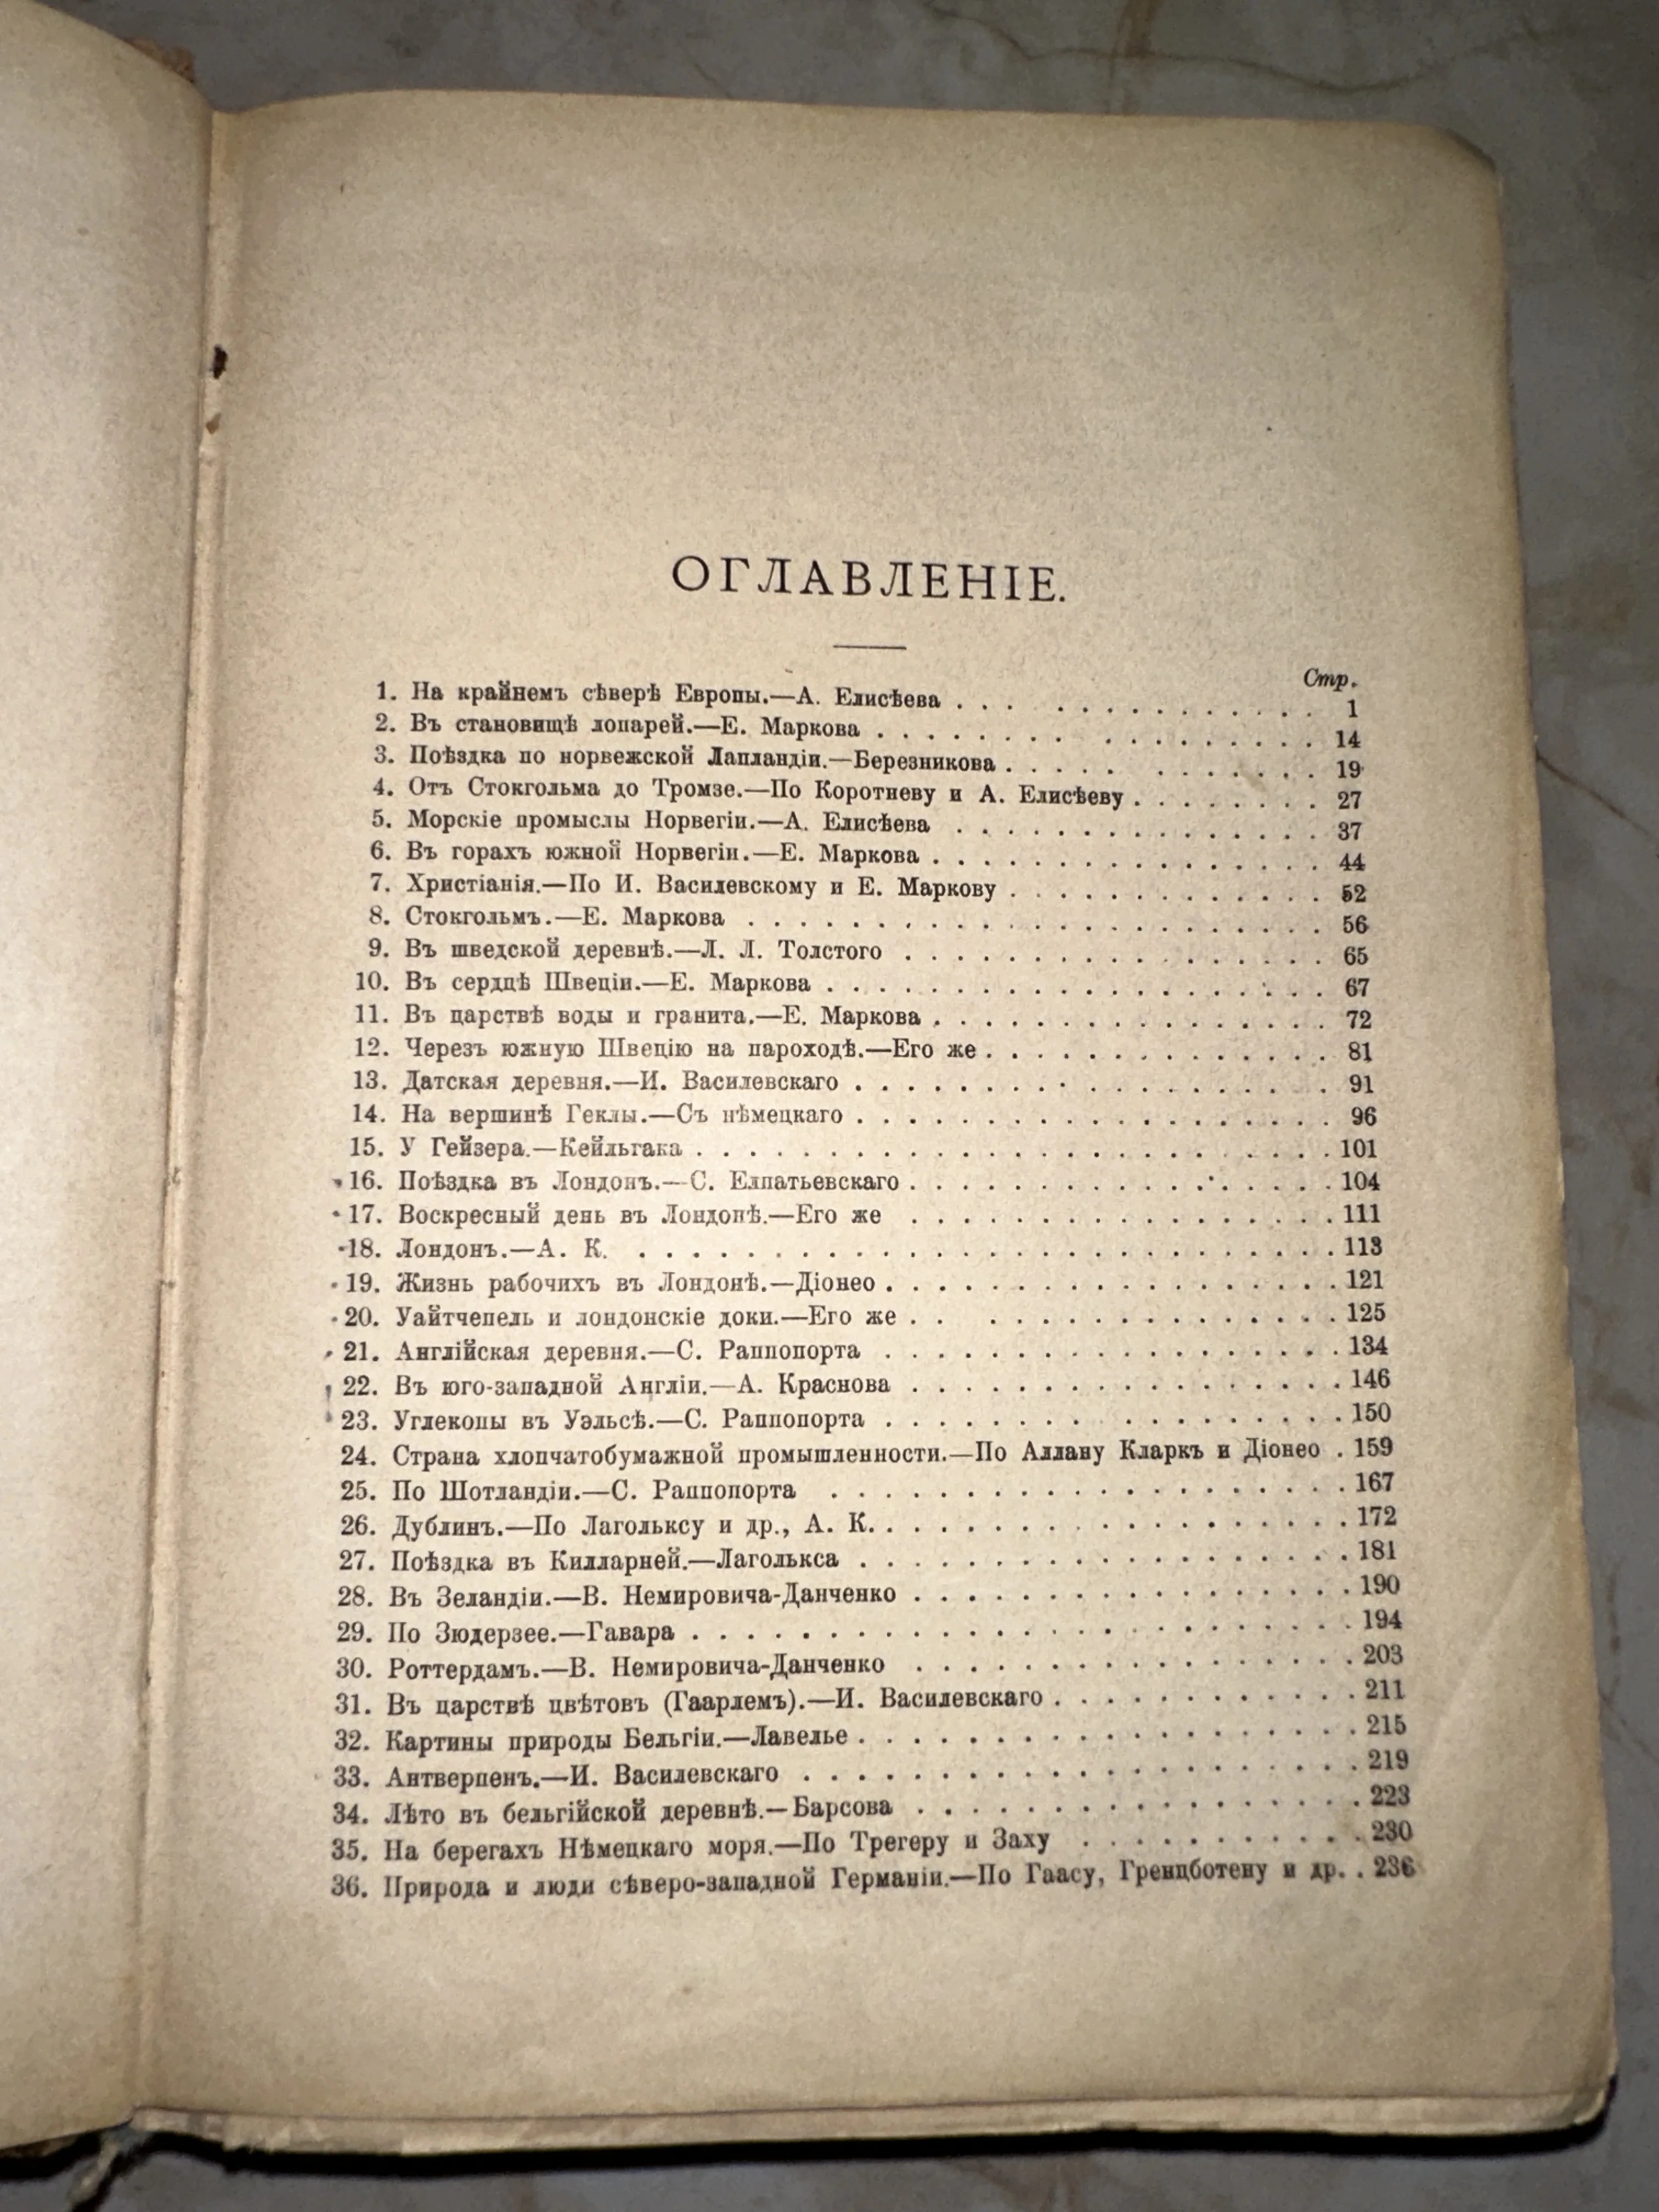 ОГЛАВЛЕНІЕ.
Стр.
1. На крайнемъ сѣверѣ Европы.—А. Елисѣева . . . . . . . . . . . . . . 1
2. Въ становищѣ лопарей.—Е. Маркова . . . . . . . . . . . . . . . . 14
3. Поѣздка по норвежской Лапландіи.—Березникова . . . . . . . . . . . . 19
4. Отъ Стокгольма до Тромзе.—По Коротневу и А. Елисѣеву . . . . . . . . 27
5. Морскіе промыслы Норвегіи.—А. Елисѣева . . . . . . . . . . . . . . 37
6. Въ горахъ южной Норвегіи.—Е. Маркова . . . . . . . . . . . . . . . 44
7. Христіанія.—По И. Василевскому и Е. Маркову . . . . . . . . . . . . 52
8. Стокгольмъ.—Е. Маркова . . . . . . . . . . . . . . . . . . . . . . 56
9. Въ шведской деревнѣ.—Л. Л. Толстого . . . . . . . . . . . . . . . . 65
10. Въ сердцѣ Швеціи.—Е. Маркова . . . . . . . . . . . . . . . . . . . 67
11. Въ царствѣ воды и гранита.—Е. Маркова . . . . . . . . . . . . . . . 72
12. Черезъ южную Швецію на пароходѣ.—Его же . . . . . . . . . . . . . 81
13. Датская деревня.—И. Василевскаго . . . . . . . . . . . . . . . . . . 91
14. На вершинѣ Геклы.—Съ нѣмецкаго . . . . . . . . . . . . . . . . . . 96
15. У Гейзера.—Кейльгака . . . . . . . . . . . . . . . . . . . . . . . . 101
16. Поѣздка въ Лондонъ.—С. Елпатьевскаго . . . . . . . . . . . . . . . . 104
17. Воскресный день въ Лондонѣ.—Его же . . . . . . . . . . . . . . . . 111
18. Лондонъ.—А. К. . . . . . . . . . . . . . . . . . . . . . . . . . . 113
19. Жизнь рабочихъ въ Лондонѣ.—Діонео . . . . . . . . . . . . . . . . . 121
20. Уайтчепель и лондонскіе доки.—Его же . . . . . . . . . . . . . . . . 125
21. Англійская деревня.—С. Раппопорта . . . . . . . . . . . . . . . . . . 134
22. Въ юго-западной Англіи.—А. Краснова . . . . . . . . . . . . . . . . . 146
23. Углекопы въ Уэльсѣ.—С. Раппопорта . . . . . . . . . . . . . . . . . 150
24. Страна хлопчатобумажной промышленности.—По Аллану Кларкъ и Діонео . 159
25. По Шотландіи.—С. Раппопорта . . . . . . . . . . . . . . . . . . . . 167
26. Дублинъ.—По Лагольксу и др., А. К. . . . . . . . . . . . . . . . . . 172
27. Поѣздка въ Килларней.—Лаголькса . . . . . . . . . . . . . . . . . . . 181
28. Въ Зеландіи.—В. Немировича-Данченко . . . . . . . . . . . . . . . . . 190
29. По Зюдерзее.—Гавара . . . . . . . . . . . . . . . . . . . . . . . . . 194
30. Роттердамъ.—В. Немировича-Данченко . . . . . . . . . . . . . . . . . 203
31. Въ царствѣ цвѣтовъ (Гаарлемъ).—И. Василевскаго . . . . . . . . . . . . 211
32. Картины природы Бельгіи.—Лавелье . . . . . . . . . . . . . . . . . . . 215
33. Антверпенъ.—И. Василевскаго . . . . . . . . . . . . . . . . . . . . . 219
34. Лѣто въ бельгійской деревнѣ.—Барсова . . . . . . . . . . . . . . . . . 223
35. На берегахъ Нѣмецкаго моря.—По Трегеру и Заху . . . . . . . . . . . 230
36. Природа и люди сѣверо-западной Германіи.—По Гаасу, Гренцботену и др. . 236